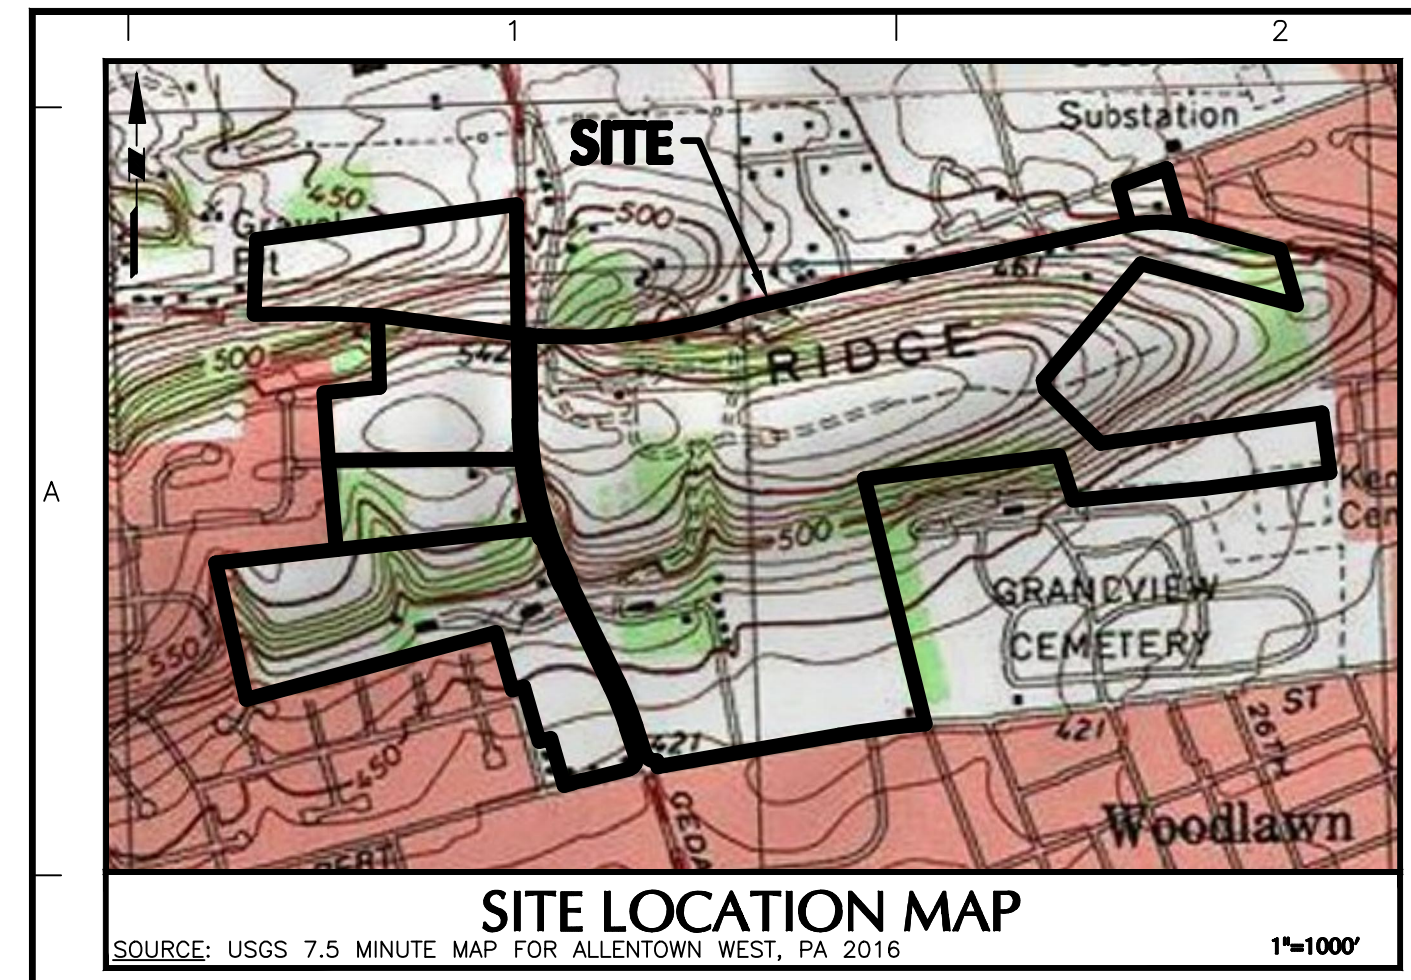 1 2
Substation
SITE
450
500
Gravel
Pit
461
542
RIDGE
500
A
500
GRANDVIEW
CEMETERY
550
ST
421
421
26TH
450
Woodlawn
SITE LOCATION MAP
SOURCE: USGS 7.5 MINUTE MAP FOR ALLENTOWN WEST, PA 2016
1"=1000'